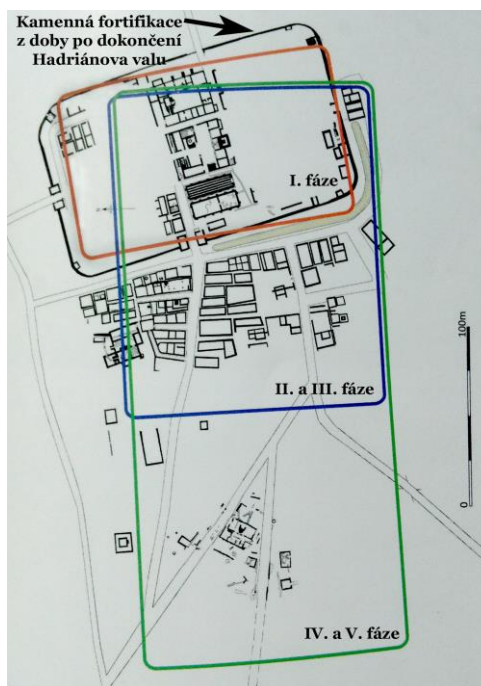 Kamenná fortifikace
z doby po dokončení
Hadriánova valu
I. fáze
II. a III. fáze
IV. a V. fáze
100m
0